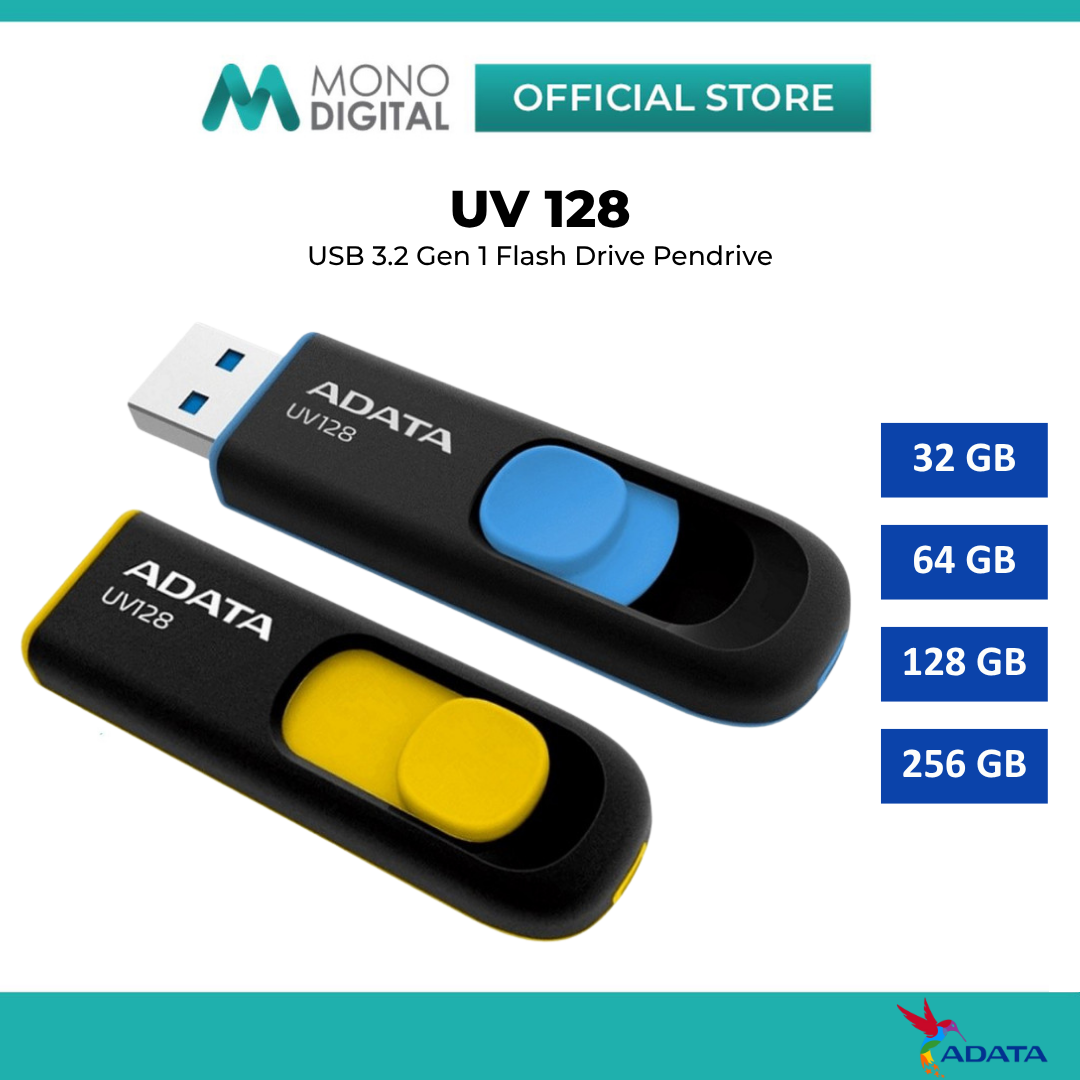 MONO
DIGITAL
OFFICIAL STORE
UV 128
USB 3.2 Gen 1 Flash Drive Pendrive
ADATA
UV128
ADATA
UV128
32 GB
64 GB
128 GB
256 GB
ADATA